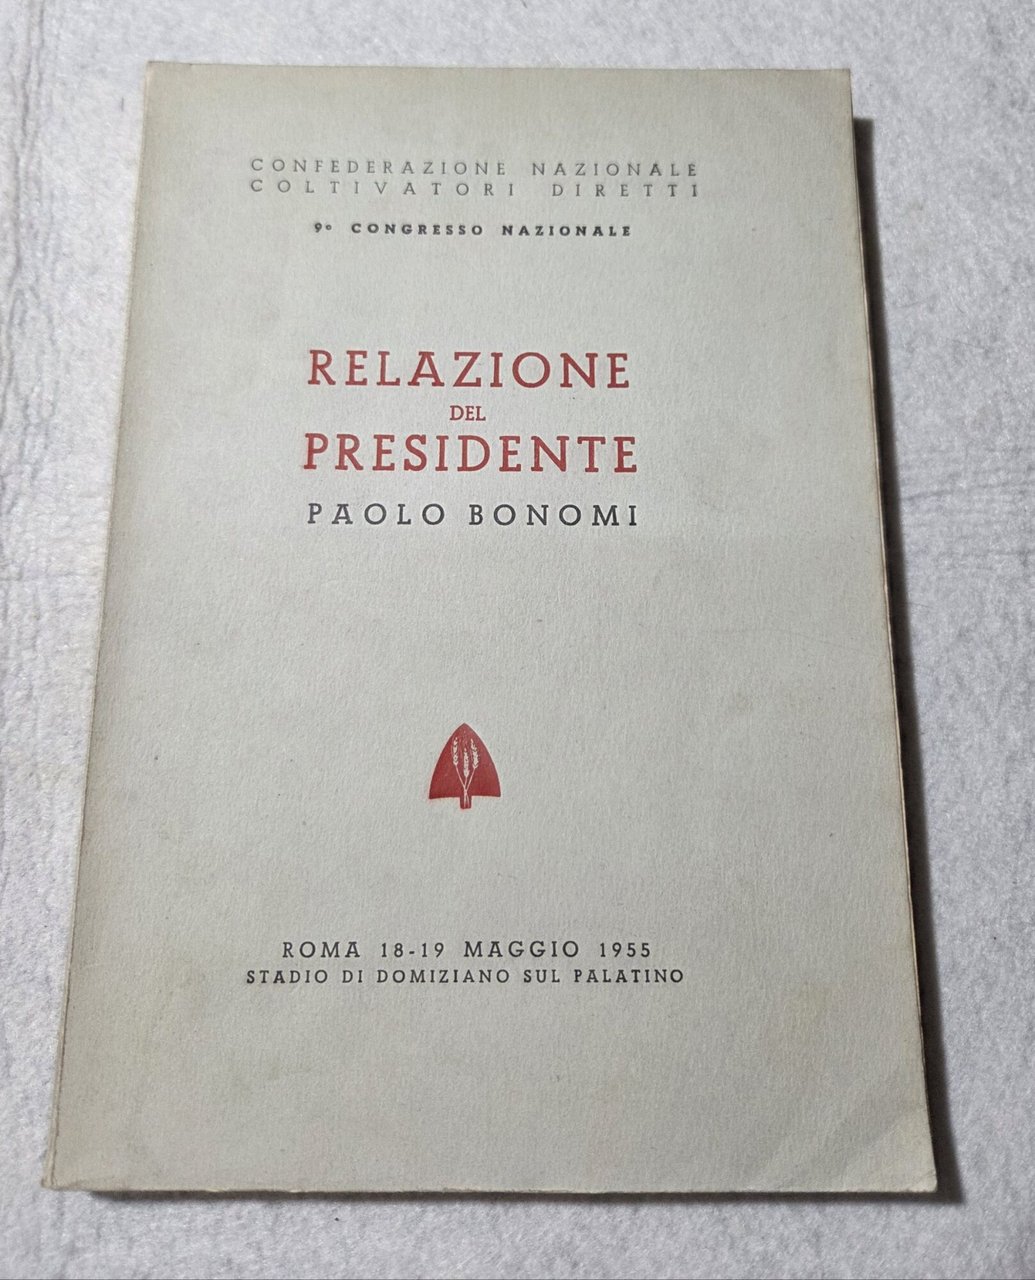 CONFEDERAZIONE NAZIONALE
COLTIVATORI DIRETTI
9º CONGRESSO NAZIONALE
RELAZIONE
DEL
PRESIDENTE
PAOLO BONOMI
ROMA 18-19 MAGGIO 1955
STADIO DI DOMIZIANO SUL PALATINO